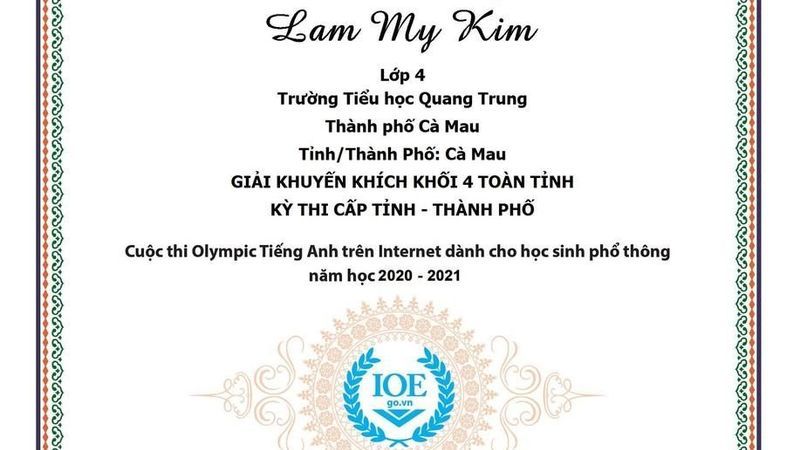 Lam My Kim
Lớp 4
Trường Tiểu học Quang Trung
Thành phố Cà Mau
Tỉnh/Thành Phố: Cà Mau
GIẢI KHUYẾN KHÍCH KHỐI 4 TOÀN TỈNH
KỲ THI CẤP TỈNH - THÀNH PHỐ
Cuộc thi Olympic Tiếng Anh trên Internet dành cho học sinh phổ thông
năm học 2020 - 2021
IOE
go.vn